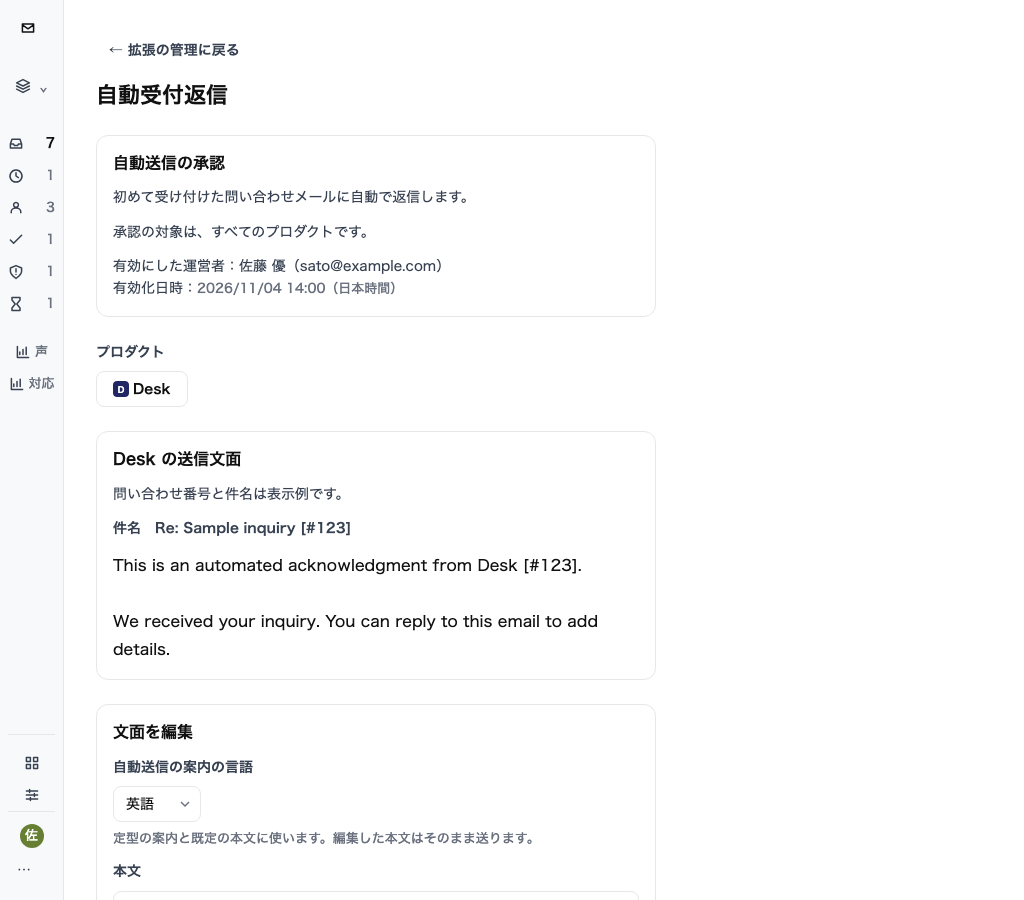 ← 拡張の管理に戻る
自動受付返信
自動送信の承認
初めて受け付けた問い合わせメールに自動で返信します。
承認の対象は、すべてのプロダクトです。
有効にした運営者：佐藤 優（sato@example.com）
有効化日時：2026/11/04 14:00（日本時間）
7
1
3
1
1
1
声
対応
プロダクト
D Desk
Desk の送信文面
問い合わせ番号と件名は表示例です。
件名 Re: Sample inquiry [#123]
This is an automated acknowledgment from Desk [#123].
We received your inquiry. You can reply to this email to add
details.
文面を編集
自動送信の案内の言語
英語
定型の案内と既定の本文に使います。編集した本文はそのまま送ります。
本文
佐
…